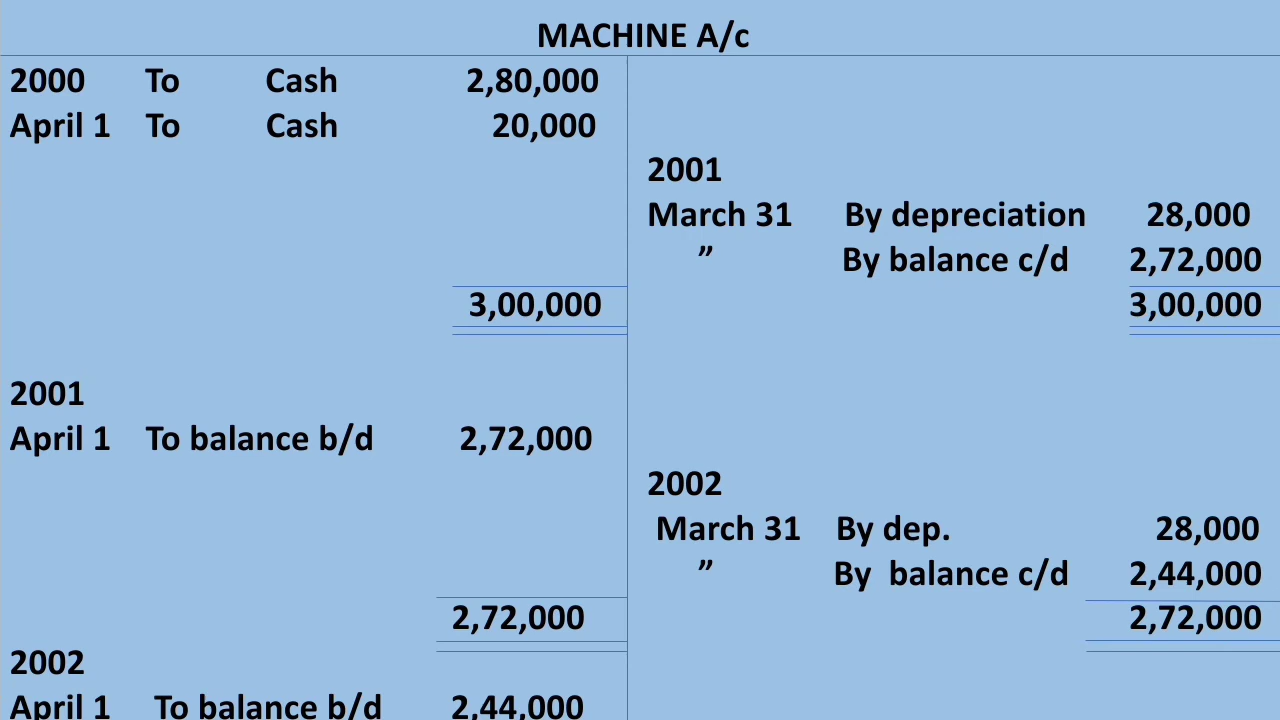 MACHINE A/c
2000 To Cash 2,80,000
April 1 To Cash 20,000
2001
March 31 By depreciation 28,000
” By balance c/d 2,72,000
3,00,000 3,00,000
2001
April 1 To balance b/d 2,72,000
2002
March 31 By dep. 28,000
” By balance c/d 2,44,000
2,72,000 2,72,000
2002
April 1 To balance b/d 2,44,000